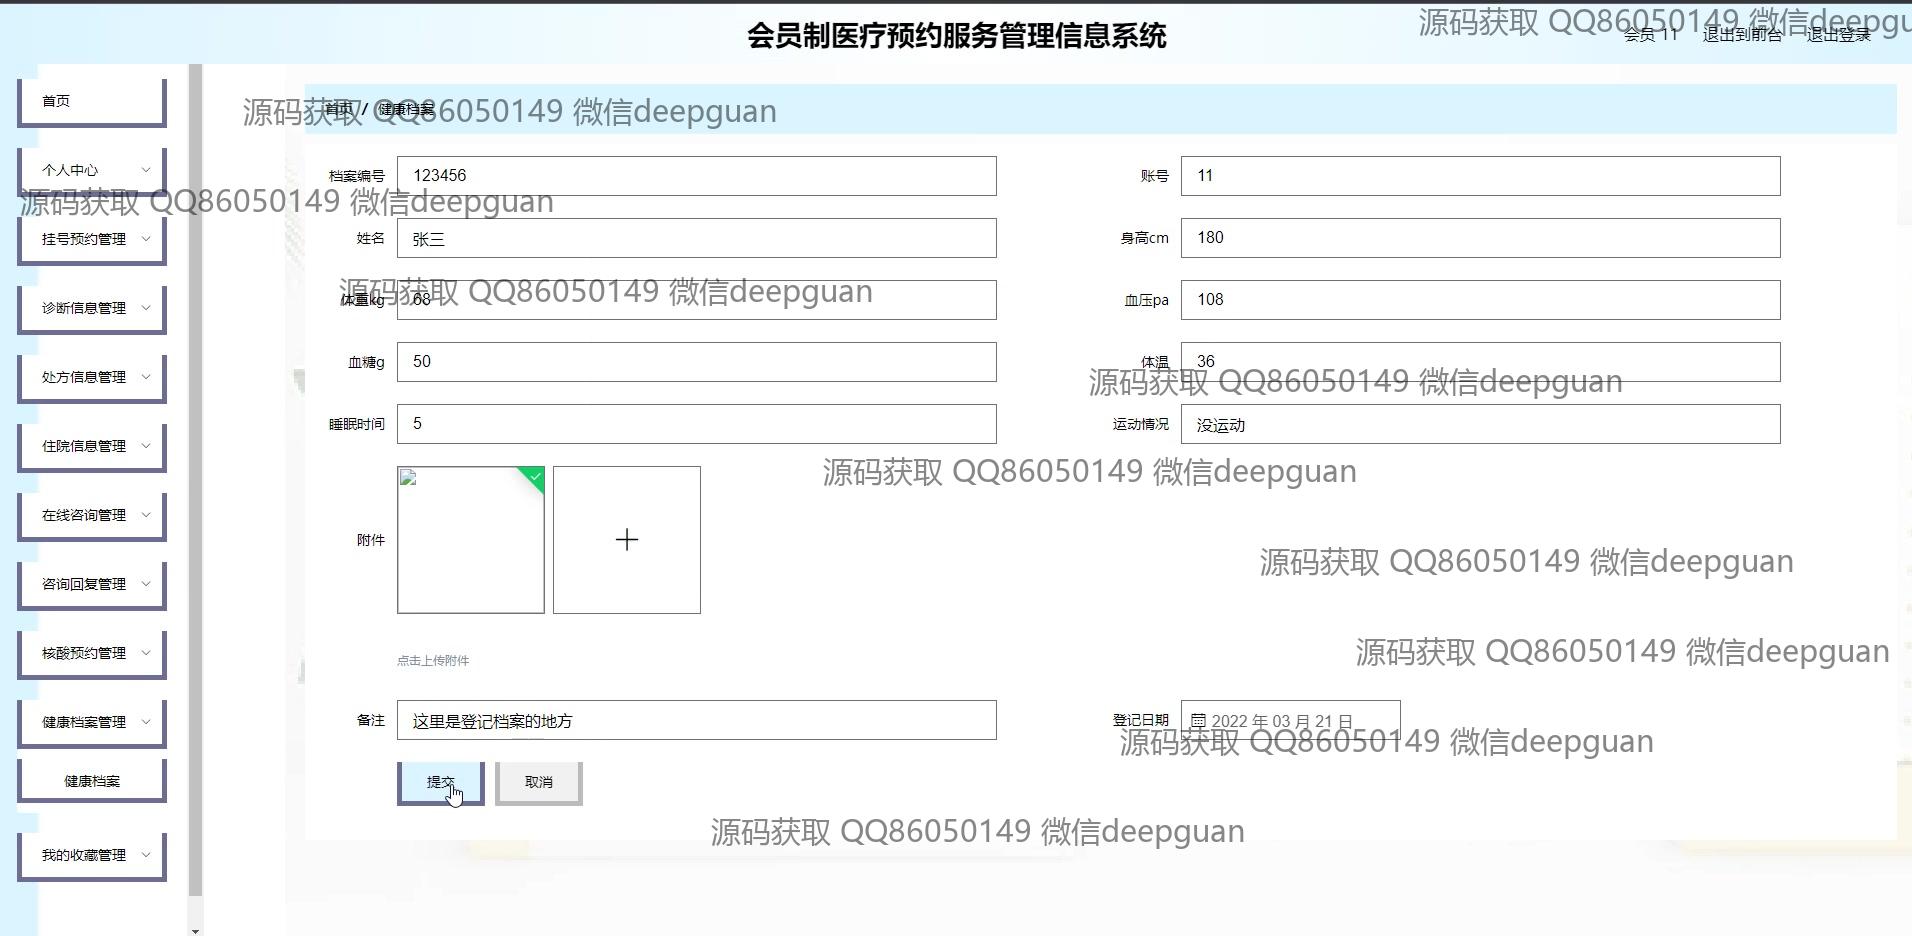 会员制医疗预约服务管理信息系统
源码获取 QQ86050149 微信deepgu
会员 11 退出到前台 退出登录
首页
首页 / 健康档案
源码获取 QQ86050149 微信deepguan
个人中心
档案编号 123456 账号 11
源码获取 QQ86050149 微信deepguan
挂号预约管理
姓名 张三 身高cm 180
源码获取 QQ86050149 微信deepguan
诊断信息管理
体重kg 68 血压pa 108
处方信息管理
血糖g 50 体温 36
源码获取 QQ86050149 微信deepguan
住院信息管理
睡眠时间 5 运动情况 没运动
源码获取 QQ86050149 微信deepguan
在线咨询管理
附件
源码获取 QQ86050149 微信deepguan
咨询回复管理
核酸预约管理
点击上传附件
源码获取 QQ86050149 微信deepguan
健康档案管理
备注 这里是登记档案的地方 登记日期 2022 年 03 月 21 日
源码获取 QQ86050149 微信deepguan
健康档案
提交 取消
源码获取 QQ86050149 微信deepguan
我的收藏管理